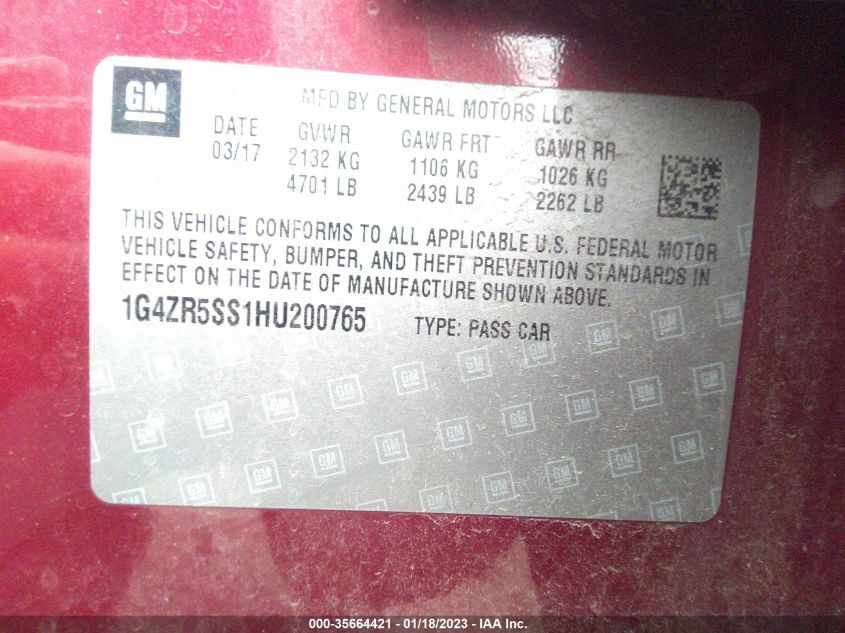 GM
MFD BY GENERAL MOTORS LLC
DATE GVWR GAWR FRT GAWR RR
03/17 2132 KG 1106 KG 1026 KG
4701 LB 2439 LB 2262 LB
THIS VEHICLE CONFORMS TO ALL APPLICABLE U.S. FEDERAL MOTOR
VEHICLE SAFETY, BUMPER, AND THEFT PREVENTION STANDARDS IN
EFFECT ON THE DATE OF MANUFACTURE SHOWN ABOVE.
1G4ZR5SS1HU200765 TYPE: PASS CAR
000-35664421 - 01/18/2023 - IAA Inc.